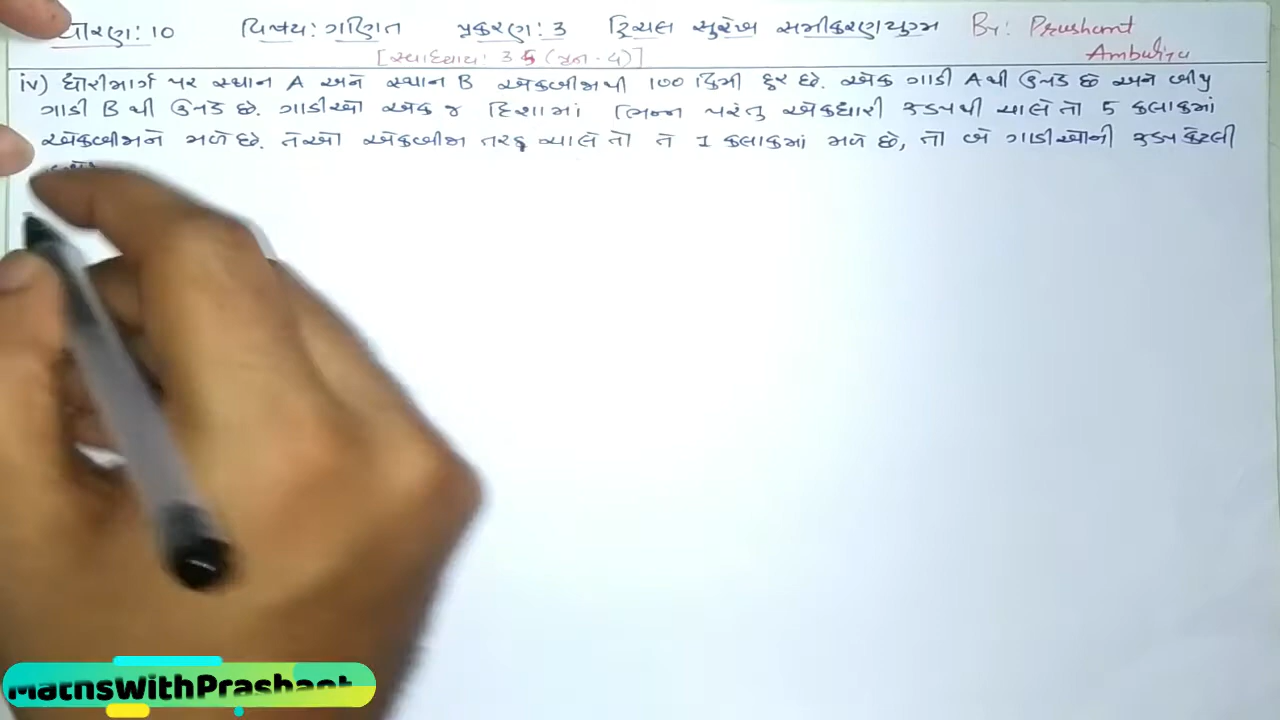 ધોરણ: 10 વિષય: ગણિત પ્રકરણ: 3 દ્વિચલ સુરેખ સમીકરણયુગ્મ By: Prashant Ambaliya
[સ્વાધ્યાય: 3.5 (પ્રશ્ન - 4)]
iv) ધોરીમાર્ગ પર સ્થાન A અને સ્થાન B એકબીજાથી 100 કિમી દૂર છે. એક ગાડી A થી ઉપડે છે અને બીજી
ગાડી B થી ઉપડે છે. ગાડીઓ એક જ દિશામાં ભિન્ન પરંતુ એકધારી ઝડપથી ચાલે તો 5 કલાકમાં
એકબીજાને મળે છે. તેઓ એકબીજા તરફ ચાલે તો તે 1 કલાકમાં મળે છે, તો બે ગાડીઓની ઝડપ કેટલી
MathsWithPrashant